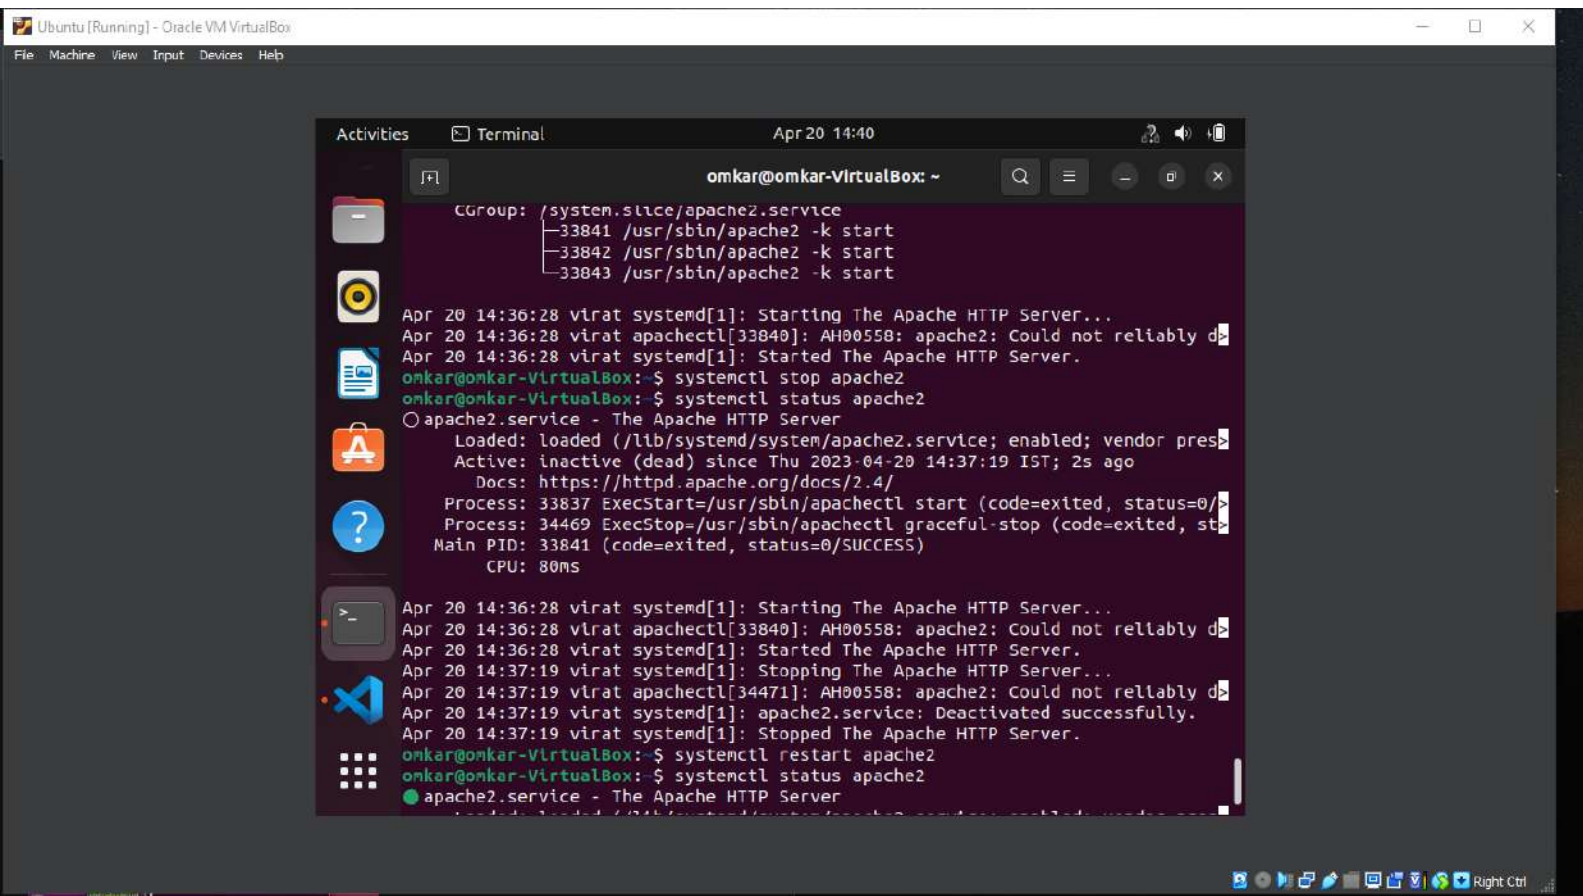 Ubuntu [Running] - Oracle VM VirtualBox
File Machine View Input Devices Help
Activities Terminal Apr 20 14:40
omkar@omkar-VirtualBox: ~
CGroup: /system.slice/apache2.service
├─33841 /usr/sbin/apache2 -k start
├─33842 /usr/sbin/apache2 -k start
└─33843 /usr/sbin/apache2 -k start
Apr 20 14:36:28 virat systemd[1]: Starting The Apache HTTP Server...
Apr 20 14:36:28 virat apachectl[33840]: AH00558: apache2: Could not reliably d>
Apr 20 14:36:28 virat systemd[1]: Started The Apache HTTP Server.
omkar@omkar-VirtualBox:~$ systemctl stop apache2
omkar@omkar-VirtualBox:~$ systemctl status apache2
○ apache2.service - The Apache HTTP Server
Loaded: loaded (/lib/systemd/system/apache2.service; enabled; vendor pres>
Active: inactive (dead) since Thu 2023-04-20 14:37:19 IST; 2s ago
Docs: https://httpd.apache.org/docs/2.4/
Process: 33837 ExecStart=/usr/sbin/apachectl start (code=exited, status=0/>
Process: 34469 ExecStop=/usr/sbin/apachectl graceful-stop (code=exited, st>
Main PID: 33841 (code=exited, status=0/SUCCESS)
CPU: 80ms
Apr 20 14:36:28 virat systemd[1]: Starting The Apache HTTP Server...
Apr 20 14:36:28 virat apachectl[33840]: AH00558: apache2: Could not reliably d>
Apr 20 14:36:28 virat systemd[1]: Started The Apache HTTP Server.
Apr 20 14:37:19 virat systemd[1]: Stopping The Apache HTTP Server...
Apr 20 14:37:19 virat apachectl[34471]: AH00558: apache2: Could not reliably d>
Apr 20 14:37:19 virat systemd[1]: apache2.service: Deactivated successfully.
Apr 20 14:37:19 virat systemd[1]: Stopped The Apache HTTP Server.
omkar@omkar-VirtualBox:~$ systemctl restart apache2
omkar@omkar-VirtualBox:~$ systemctl status apache2
● apache2.service - The Apache HTTP Server
Right Ctrl